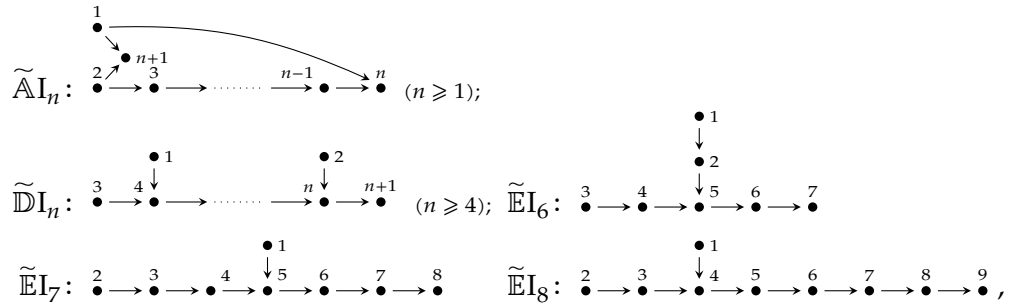 1
n+1
2 3 n−1 n
𝔸̃I_n: (n ⩾ 1);
1
1 2 2
3 4 n n+1 3 4 5 6 7
𝔻̃I_n: (n ⩾ 4); 𝔼̃I_6:
1 1
2 3 4 5 6 7 8 2 3 4 5 6 7 8 9
𝔼̃I_7: 𝔼̃I_8: ,